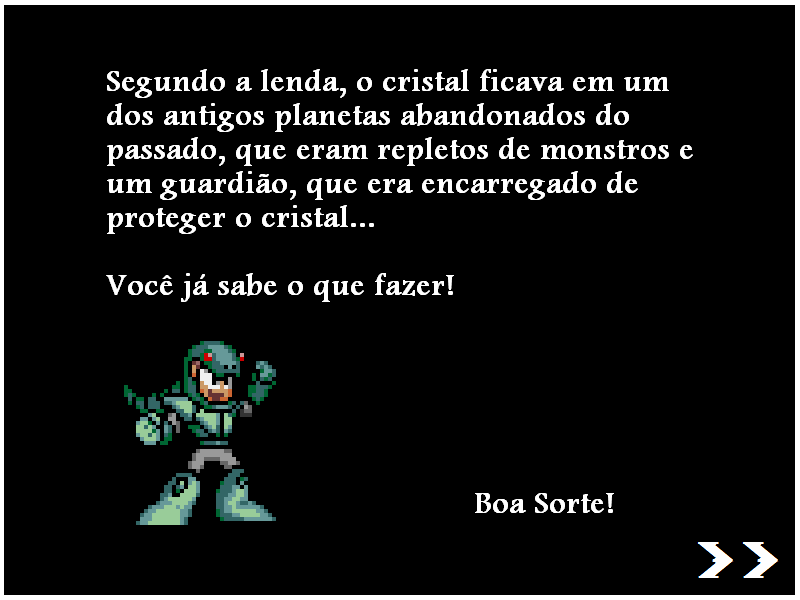 Segundo a lenda, o cristal ficava em um
dos antigos planetas abandonados do
passado, que eram repletos de monstros e
um guardião, que era encarregado de
proteger o cristal...
Você já sabe o que fazer!
Boa Sorte!